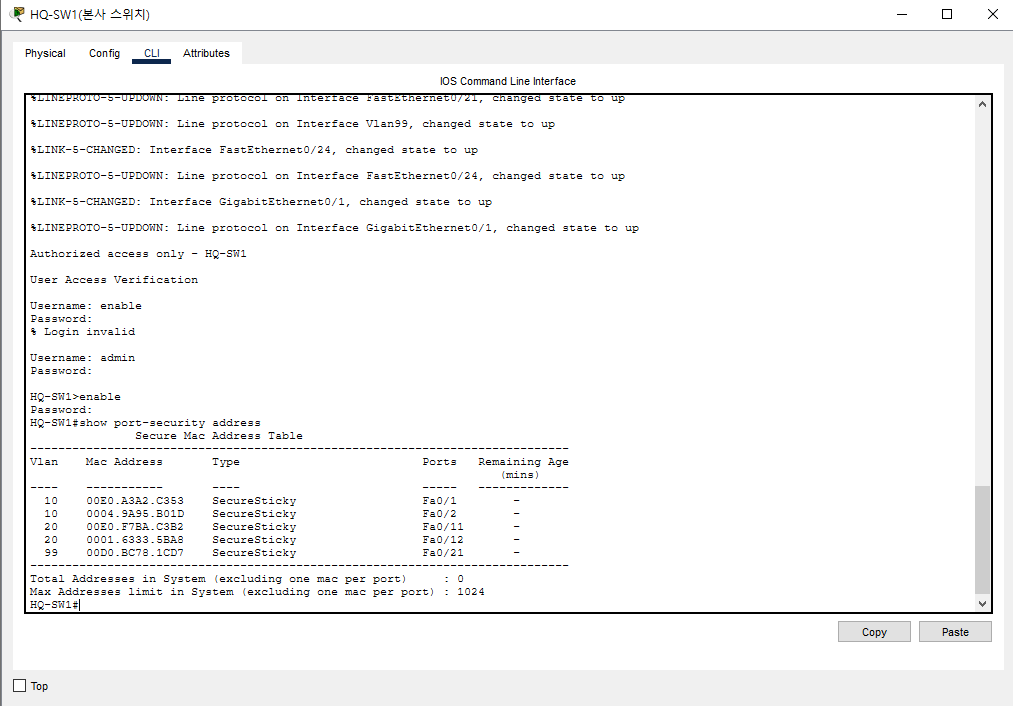 HQ-SW1(본사 스위치)
Physical Config CLI Attributes
IOS Command Line Interface
%LINEPROTO-5-UPDOWN: Line protocol on Interface FastEthernet0/21, changed state to up
%LINEPROTO-5-UPDOWN: Line protocol on Interface Vlan99, changed state to up
%LINK-5-CHANGED: Interface FastEthernet0/24, changed state to up
%LINEPROTO-5-UPDOWN: Line protocol on Interface FastEthernet0/24, changed state to up
%LINK-5-CHANGED: Interface GigabitEthernet0/1, changed state to up
%LINEPROTO-5-UPDOWN: Line protocol on Interface GigabitEthernet0/1, changed state to up
Authorized access only - HQ-SW1
User Access Verification
Username: enable
Password:
% Login invalid
Username: admin
Password:
HQ-SW1>enable
Password:
HQ-SW1#show port-security address
Secure Mac Address Table
-----------------------------------------------------------------------------
Vlan Mac Address Type Ports Remaining Age
(mins)
---- ----------- ---- ----- -------------
10 00E0.A3A2.C353 SecureSticky Fa0/1 -
10 0004.9A95.B01D SecureSticky Fa0/2 -
20 00E0.F7BA.C3B2 SecureSticky Fa0/11 -
20 0001.6333.5BA8 SecureSticky Fa0/12 -
99 00D0.BC78.1CD7 SecureSticky Fa0/21 -
-----------------------------------------------------------------------------
Total Addresses in System (excluding one mac per port) : 0
Max Addresses limit in System (excluding one mac per port) : 1024
HQ-SW1#
Copy Paste
Top